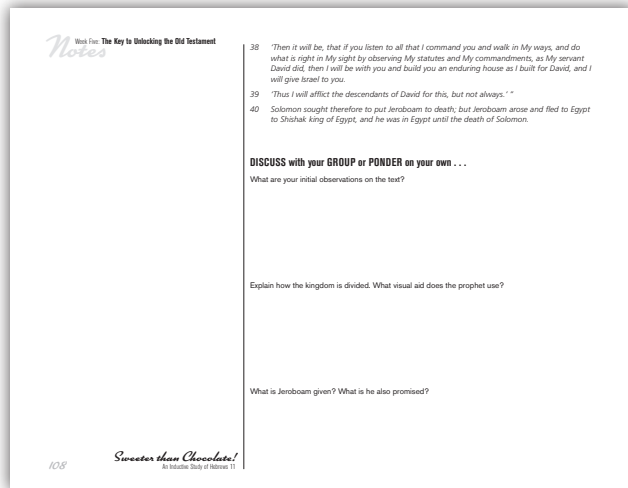 Notes
Week Five: The Key to Unlocking the Old Testament
38 'Then it will be, that if you listen to all that I command you and walk in My ways, and do
what is right in My sight by observing My statutes and My commandments, as My servant
David did, then I will be with you and build you an enduring house as I built for David, and I
will give Israel to you.
39 'Thus I will afflict the descendants of David for this, but not always.' "
40 Solomon sought therefore to put Jeroboam to death; but Jeroboam arose and fled to Egypt
to Shishak king of Egypt, and he was in Egypt until the death of Solomon.
DISCUSS with your GROUP or PONDER on your own . . .
What are your initial observations on the text?
Explain how the kingdom is divided. What visual aid does the prophet use?
What is Jeroboam given? What is he also promised?
108
Sweeter than Chocolate!
An Inductive Study of Hebrews 11